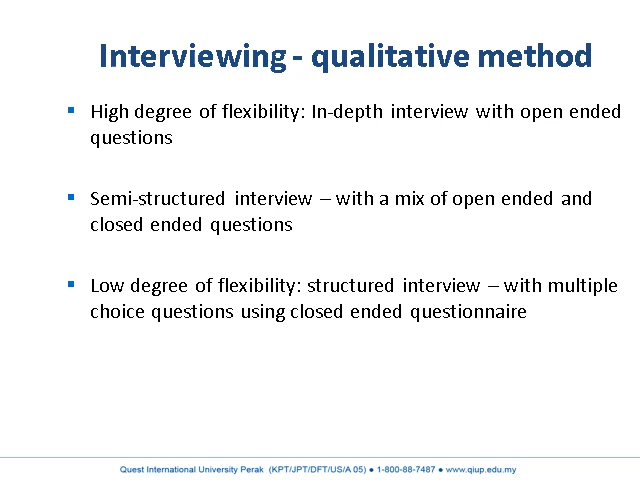 Interviewing - qualitative method
▪ High degree of flexibility: In-depth interview with open ended
questions
▪ Semi-structured interview – with a mix of open ended and
closed ended questions
▪ Low degree of flexibility: structured interview – with multiple
choice questions using closed ended questionnaire
Quest International University Perak (KPT/JPT/DFT/US/A 05) ● 1-800-88-7487 ● www.qiup.edu.my